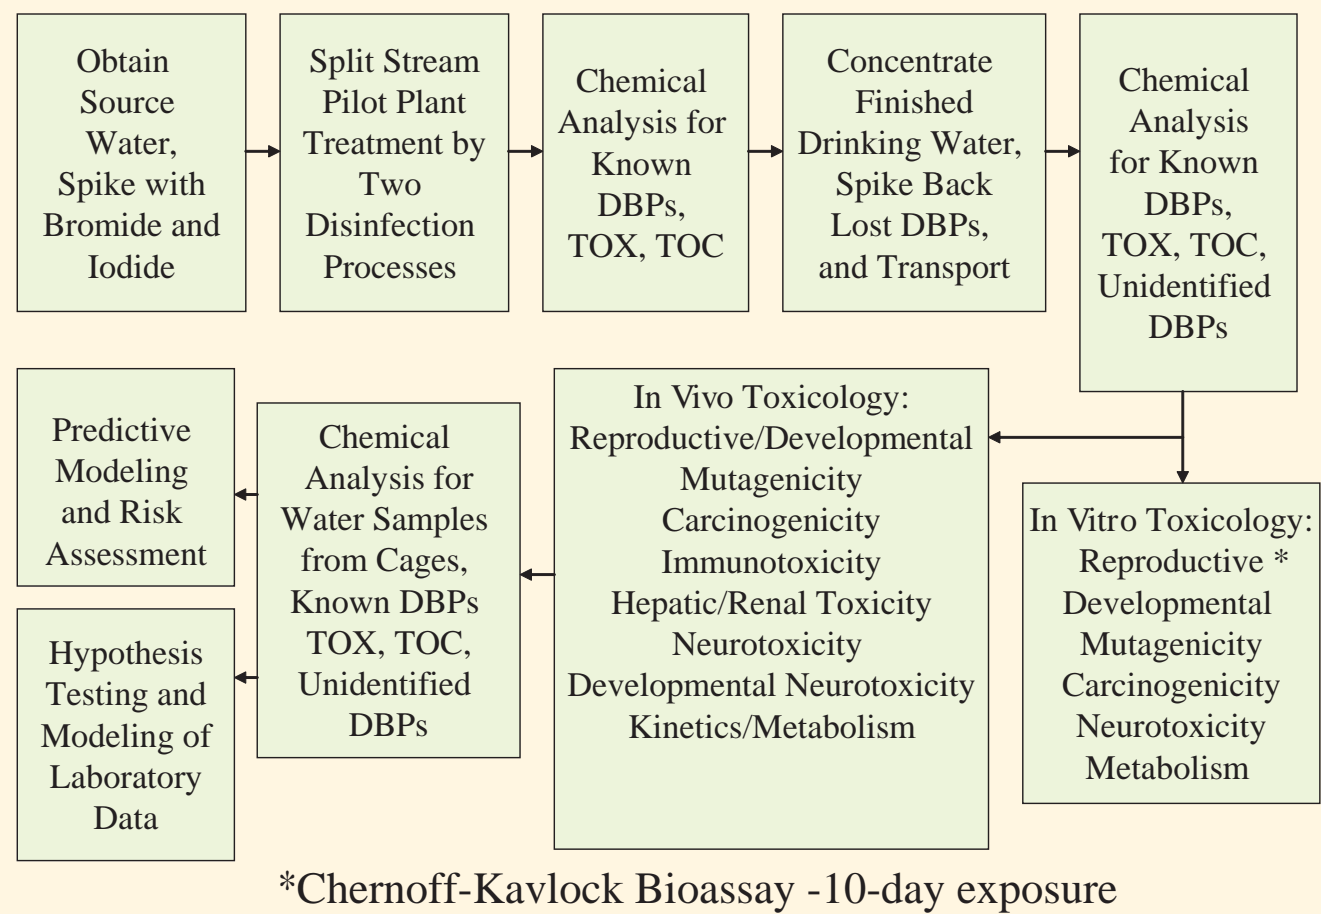 Obtain
Source
Water,
Spike with
Bromide and
Iodide
Split Stream
Pilot Plant
Treatment by
Two
Disinfection
Processes
Chemical
Analysis for
Known
DBPs,
TOX, TOC
Concentrate
Finished
Drinking Water,
Spike Back
Lost DBPs,
and Transport
Chemical
Analysis
for Known
DBPs,
TOX, TOC,
Unidentified
DBPs
In Vivo Toxicology:
Reproductive/Developmental
Mutagenicity
Carcinogenicity
Immunotoxicity
Hepatic/Renal Toxicity
Neurotoxicity
Developmental Neurotoxicity
Kinetics/Metabolism
In Vitro Toxicology:
Reproductive *
Developmental
Mutagenicity
Carcinogenicity
Neurotoxicity
Metabolism
Chemical
Analysis for
Water Samples
from Cages,
Known DBPs
TOX, TOC,
Unidentified
DBPs
Predictive
Modeling
and Risk
Assessment
Hypothesis
Testing and
Modeling of
Laboratory
Data
*Chernoff-Kavlock Bioassay -10-day exposure